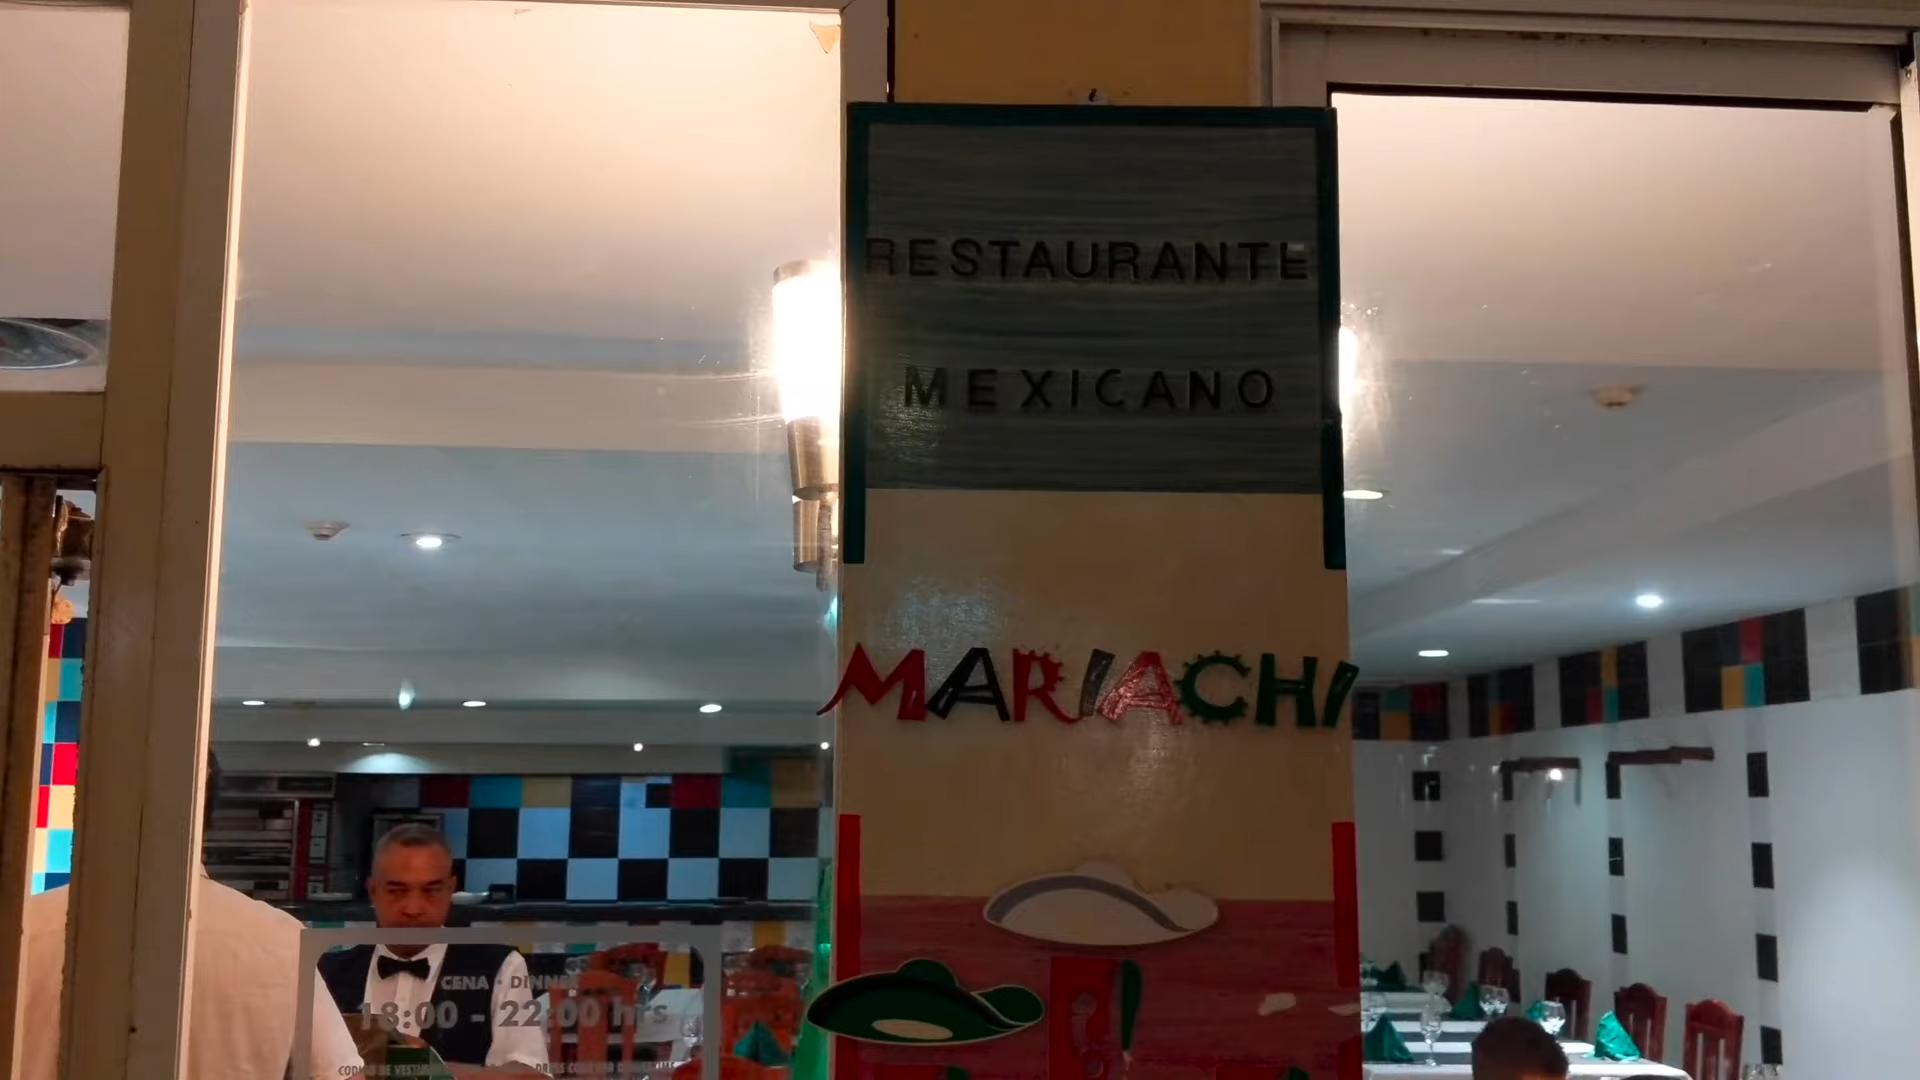 RESTAURANTE
MEXICANO
MARIACHI
CENA · DINNER
18:00 - 22:00 hrs